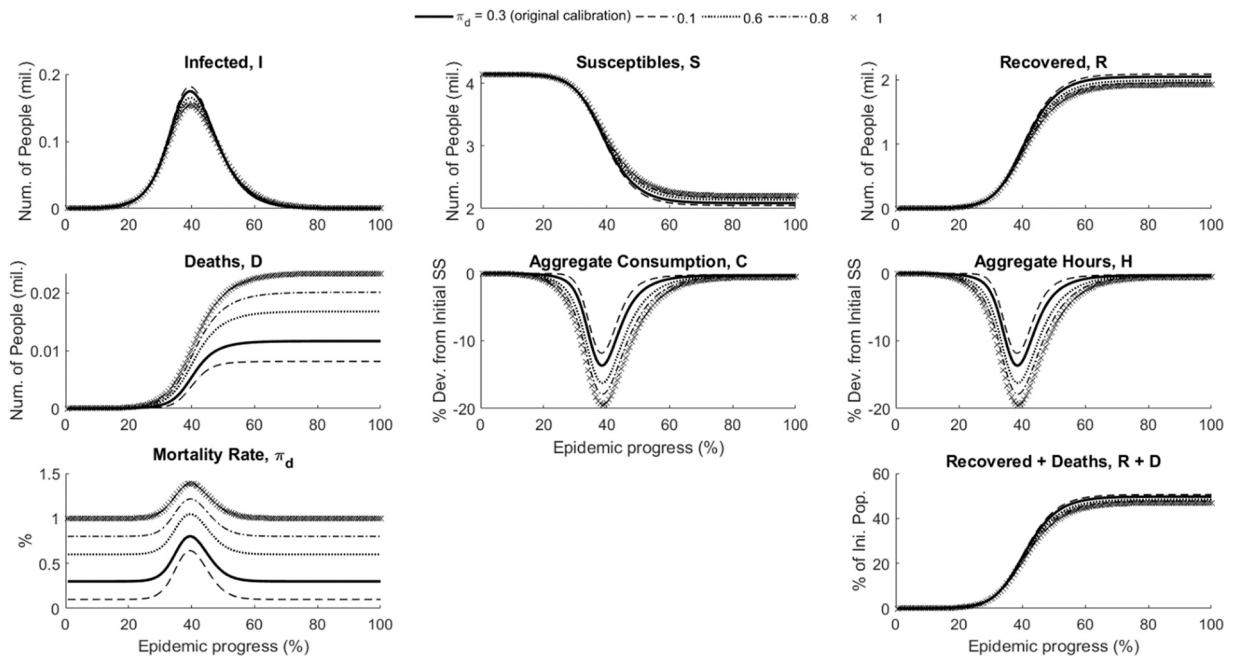 π_d = 0.3 (original calibration) 0.1 0.6 0.8 1
Infected, I
Num. of People (mil.)
0.2
0.1
0
0 20 40 60 80 100
Susceptibles, S
Num. of People (mil.)
4
3
2
0 20 40 60 80 100
Recovered, R
Num. of People (mil.)
2
1
0
0 20 40 60 80 100
Deaths, D
Num. of People (mil.)
0.02
0.01
0
0 20 40 60 80 100
Aggregate Consumption, C
% Dev. from Initial SS
0
-10
-20
0 20 40 60 80 100
Epidemic progress (%)
Aggregate Hours, H
% Dev. from Initial SS
0
-10
-20
0 20 40 60 80 100
Mortality Rate, π_d
%
1.5
1
0.5
0
0 20 40 60 80 100
Epidemic progress (%)
Recovered + Deaths, R + D
% of Ini. Pop.
60
40
20
0
0 20 40 60 80 100
Epidemic progress (%)